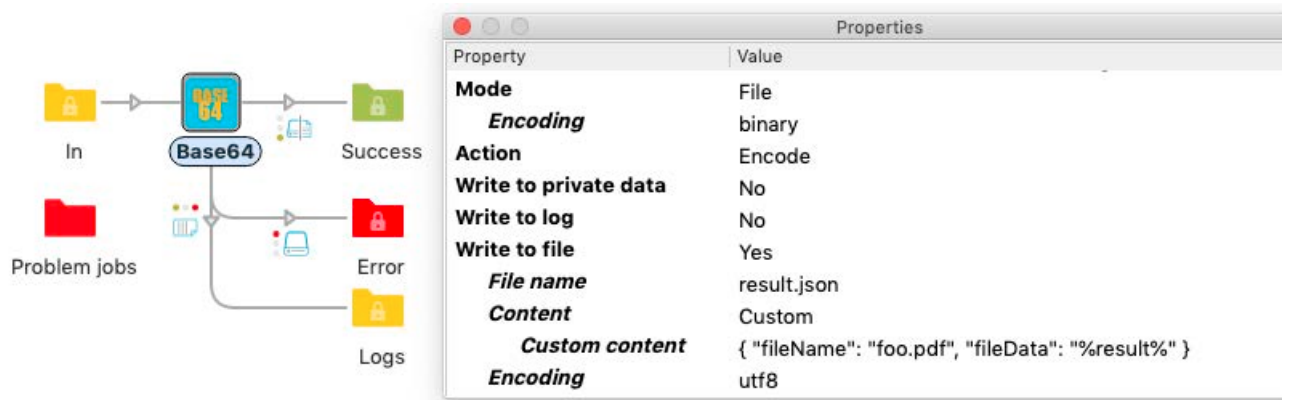 BASE
64
In
Base64
Success
Problem jobs
Error
Logs
Properties
Property Value
Mode File
Encoding binary
Action Encode
Write to private data No
Write to log No
Write to file Yes
File name result.json
Content Custom
Custom content { "fileName": "foo.pdf", "fileData": "%result%" }
Encoding utf8